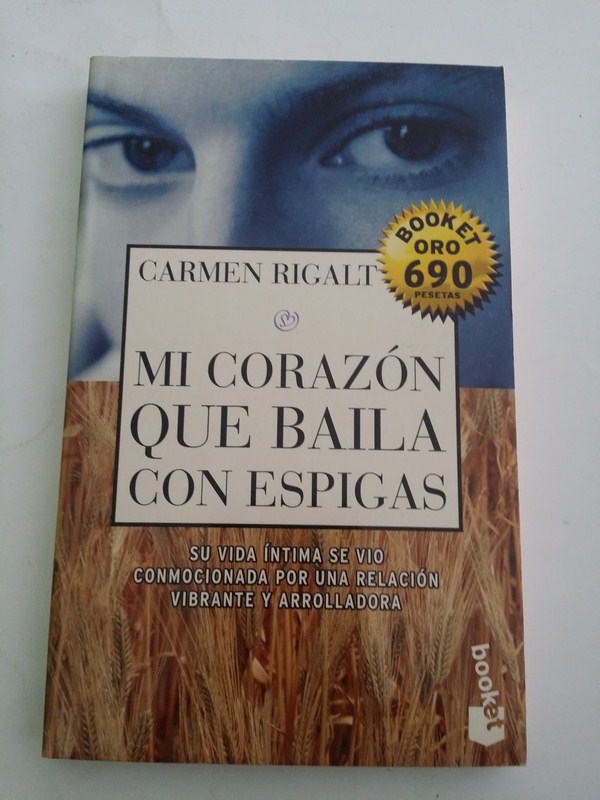 BOOKET
ORO
690
PESETAS
CARMEN RIGALT
MI CORAZÓN
QUE BAILA
CON ESPIGAS
SU VIDA ÍNTIMA SE VIO
CONMOCIONADA POR UNA RELACIÓN
VIBRANTE Y ARROLLADORA
booket